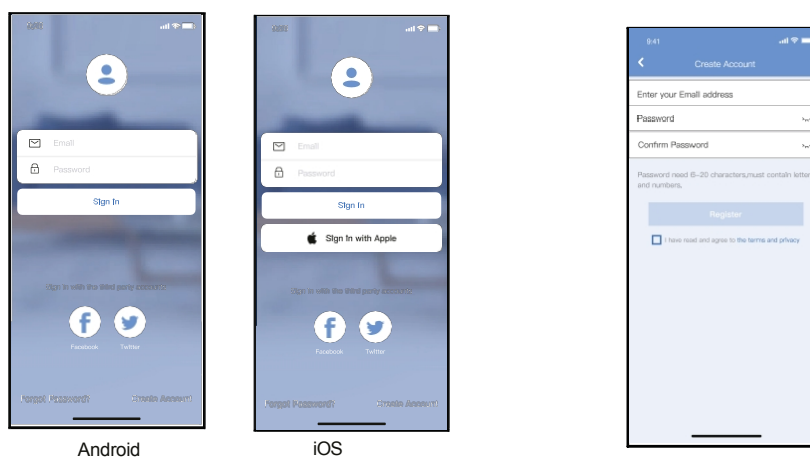 Email
Password
Sign In
Sign in with the third party account
Facebook
Twitter
Forgot Password?
Create Account
Android
Email
Password
Sign In
Sign In with Apple
Sign in with the third party account
Facebook
Twitter
Forgot Password?
Create Account
iOS
9:41
Create Account
Enter your Email address
Password
Confirm Password
Password need 6-20 characters,must contain letter
and numbers.
Register
I have read and agree to the terms and privacy